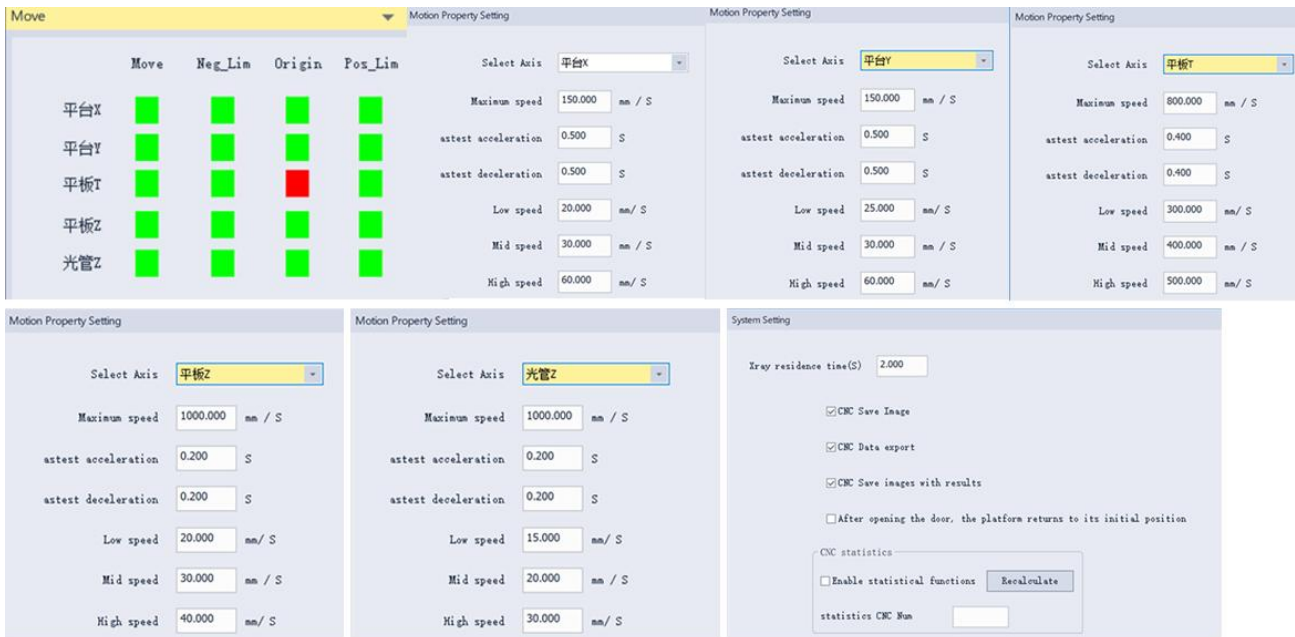 Move
Move Neg_Lim Origin Pos_Lim
平台X
平台Y
平板T
平板Z
光管Z
Motion Property Setting
Select Axis 平台X
Maximum speed 150.000 mm / S
astest acceleration 0.500 S
astest deceleration 0.500 S
Low speed 20.000 mm/ S
Mid speed 30.000 mm / S
High speed 60.000 mm/ S
Motion Property Setting
Select Axis 平台Y
Maximum speed 150.000 mm / S
astest acceleration 0.500 S
astest deceleration 0.500 S
Low speed 25.000 mm/ S
Mid speed 30.000 mm / S
High speed 60.000 mm/ S
Motion Property Setting
Select Axis 平板T
Maximum speed 800.000 mm / S
astest acceleration 0.400 S
astest deceleration 0.400 S
Low speed 300.000 mm/ S
Mid speed 400.000 mm / S
High speed 500.000 mm/ S
Motion Property Setting
Select Axis 平板Z
Maximum speed 1000.000 mm / S
astest acceleration 0.200 S
astest deceleration 0.200 S
Low speed 20.000 mm/ S
Mid speed 30.000 mm / S
High speed 40.000 mm/ S
Motion Property Setting
Select Axis 光管Z
Maximum speed 1000.000 mm / S
astest acceleration 0.200 S
astest deceleration 0.200 S
Low speed 15.000 mm/ S
Mid speed 20.000 mm / S
High speed 30.000 mm/ S
System Setting
Xray residence time(S) 2.000
CNC Save Image
CNC Data export
CNC Save images with results
After opening the door, the platform returns to its initial position
CNC statistics
Enable statistical functions Recalculate
statistics CNC Num